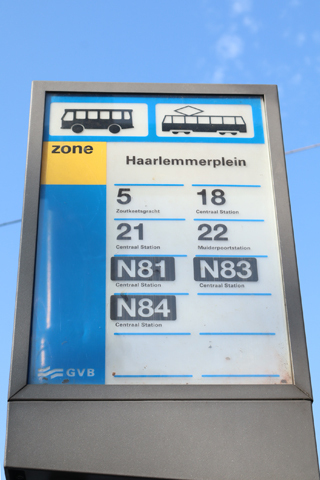 zone
Haarlemmerplein
5 18
Zoutkeetsgracht Centraal Station
21 22
Centraal Station Muiderpoortstation
N81 N83
Centraal Station Centraal Station
N84
Centraal Station
GVB